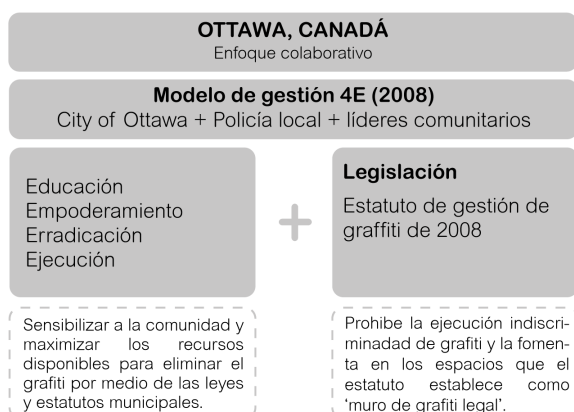 OTTAWA, CANADÁ
Enfoque colaborativo
Modelo de gestión 4E (2008)
City of Ottawa + Policía local + líderes comunitarios
Educación
Empoderamiento
Erradicación
Ejecución
+
Legislación
Estatuto de gestión de
graffiti de 2008
Sensibilizar a la comunidad y
maximizar los recursos
disponibles para eliminar el
grafiti por medio de las leyes
y estatutos municipales.
Prohibe la ejecución indiscri-
minadad de grafiti y la fomen-
ta en los espacios que el
estatuto establece como
‘muro de grafiti legal’.